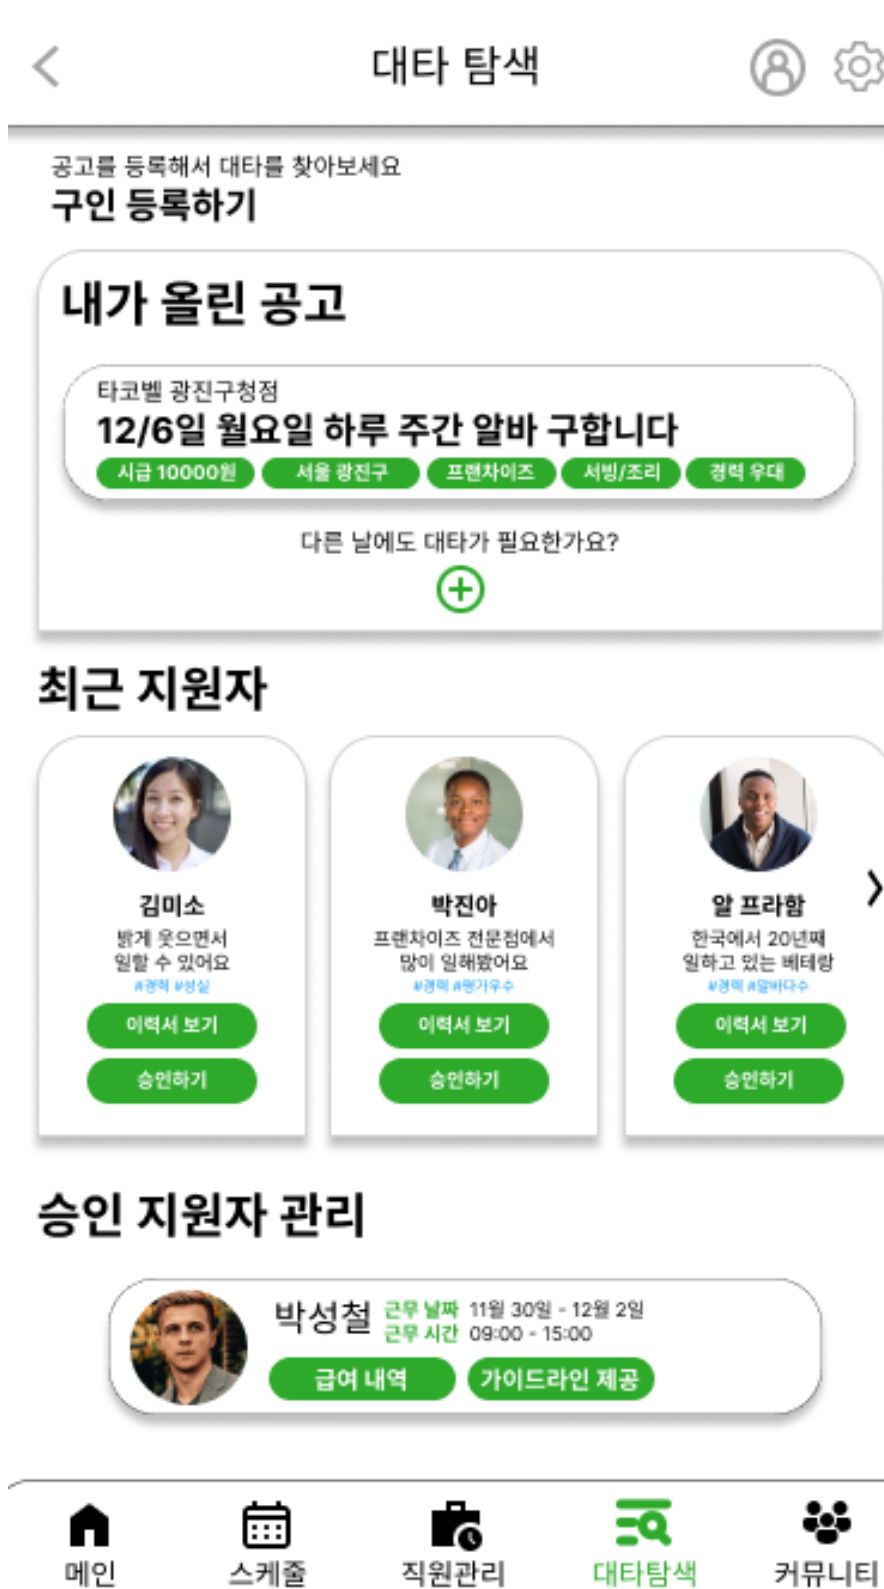 대타 탐색
공고를 등록해서 대타를 찾아보세요
구인 등록하기
내가 올린 공고
타코벨 광진구청점
12/6일 월요일 하루 주간 알바 구합니다
시급 10000원 서울 광진구 프랜차이즈 서빙/조리 경력 우대
다른 날에도 대타가 필요한가요?
최근 지원자
김미소
밝게 웃으면서
일할 수 있어요
#경력 #성실
이력서 보기
승인하기
박진아
프랜차이즈 전문점에서
많이 일해봤어요
#경력 #평가우수
이력서 보기
승인하기
알 프라함
한국에서 20년째
일하고 있는 베테랑
#경력 #알바다수
이력서 보기
승인하기
승인 지원자 관리
박성철 근무 날짜 11월 30일 - 12월 2일
근무 시간 09:00 - 15:00
급여 내역 가이드라인 제공
메인 스케줄 직원관리 대타탐색 커뮤니티